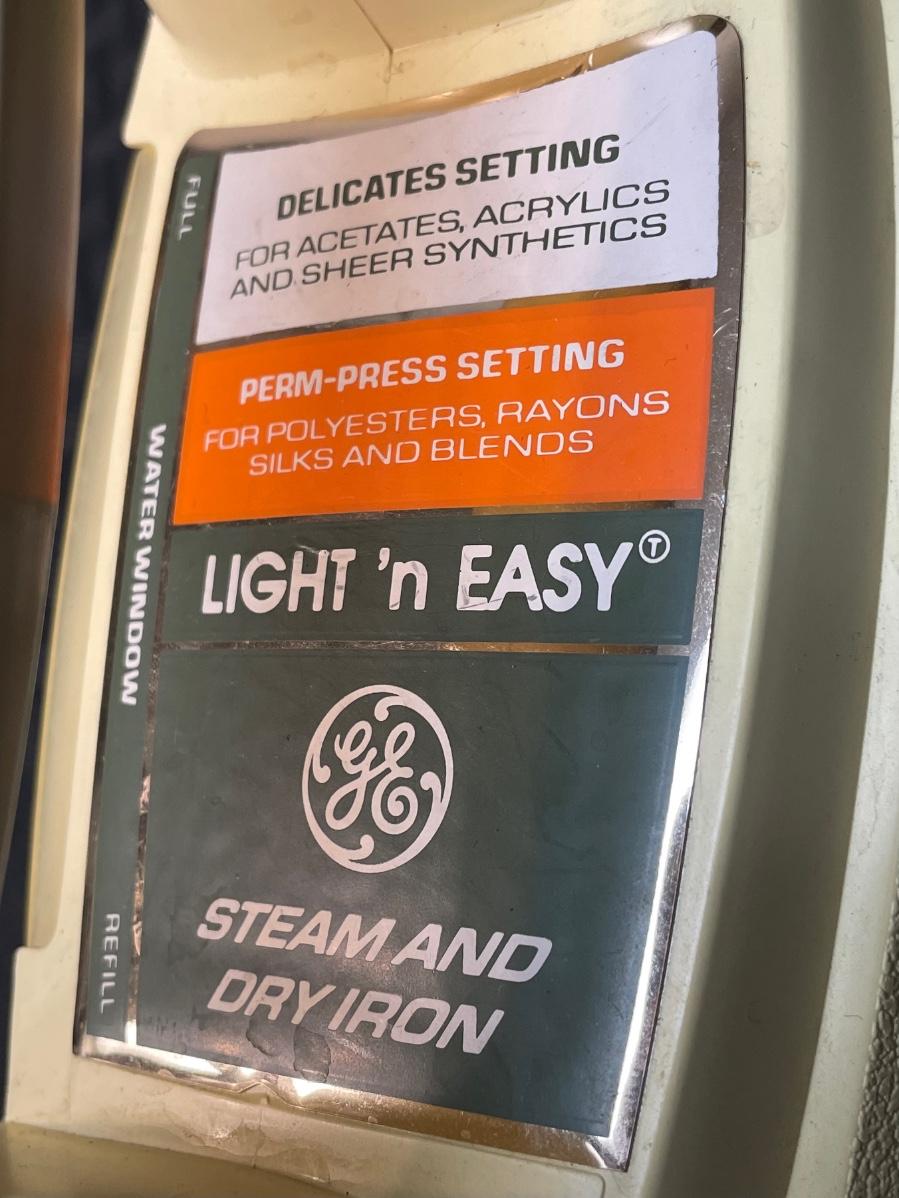 FULL
DELICATES SETTING
FOR ACETATES, ACRYLICS
AND SHEER SYNTHETICS
PERM-PRESS SETTING
FOR POLYESTERS, RAYONS
SILKS AND BLENDS
WATER WINDOW
LIGHT 'n EASY Ⓣ
GE
STEAM AND
DRY IRON
REFILL